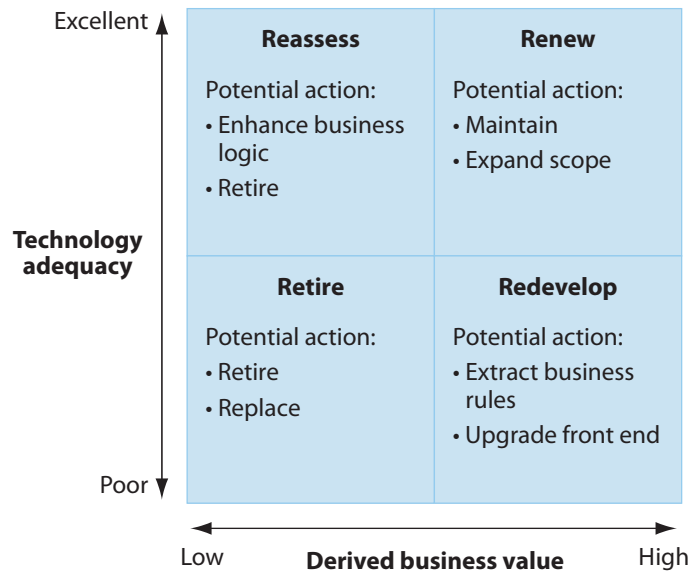 Excellent
Reassess
Potential action:
• Enhance business
logic
• Retire
Renew
Potential action:
• Maintain
• Expand scope
Technology
adequacy
Retire
Potential action:
• Retire
• Replace
Redevelop
Potential action:
• Extract business
rules
• Upgrade front end
Poor
Low
Derived business value
High